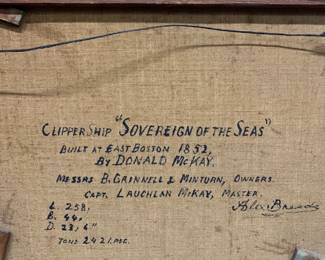 CLIPPER SHIP "SOVEREIGN OF THE SEAS"
BUILT AT EAST BOSTON 1852,
BY DONALD MCKAY.
MESSRS B. GRINNELL & MINTURN, OWNERS.
CAPT. LAUCHLAN MCKAY, MASTER.
L. 258,
B. 44,
D. 23, 6"
TONS 2421. REG.